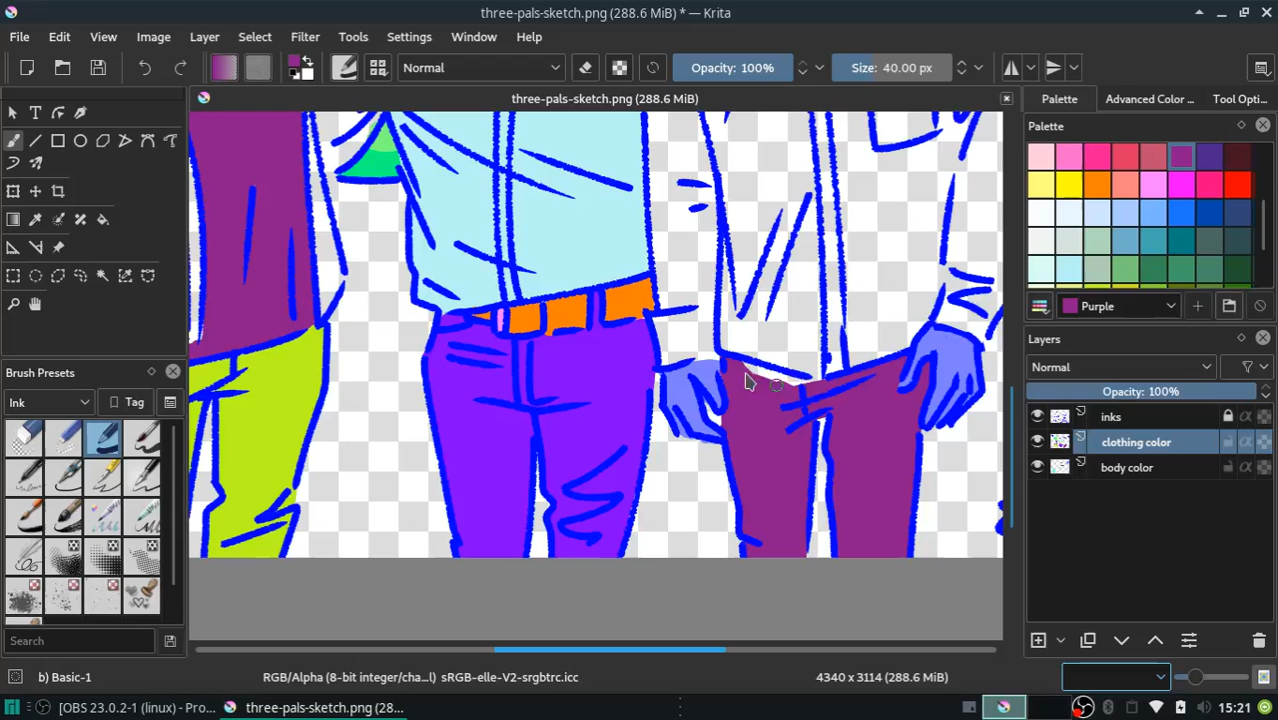 three-pals-sketch.png (288.6 MiB) * — Krita
File Edit View Image Layer Select Filter Tools Settings Window Help
Normal Opacity: 100% Size: 40.00 px
three-pals-sketch.png (288.6 MiB)
Palette Advanced Color ... Tool Opti...
Palette
Purple
Layers
Normal
Opacity: 100%
inks
clothing color
body color
Brush Presets
Ink Tag
Search
b) Basic-1 RGB/Alpha (8-bit integer/cha...l) sRGB-elle-V2-srgbtrc.icc 4340 x 3114 (288.6 MiB)
[OBS 23.0.2-1 (linux) - Pro... three-pals-sketch.png (28... 15:21